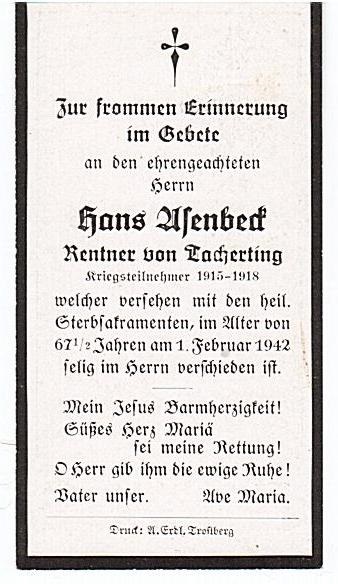 Zur frommen Erinnerung
im Gebete
an den ehrengeachteten
Herrn
Hans Asenbeck
Rentner von Tacherting
Kriegsteilnehmer 1915-1918
welcher versehen mit den heil.
Sterbsakramenten, im Alter von
67 1/2 Jahren am 1. Februar 1942
selig im Herrn verschieden ist.
Mein Jesus Barmherzigkeit!
Süßes Herz Mariä
sei meine Rettung!
O Herr gib ihm die ewige Ruhe!
Vater unser. Ave Maria.
Druck: A. Erdl, Trostberg